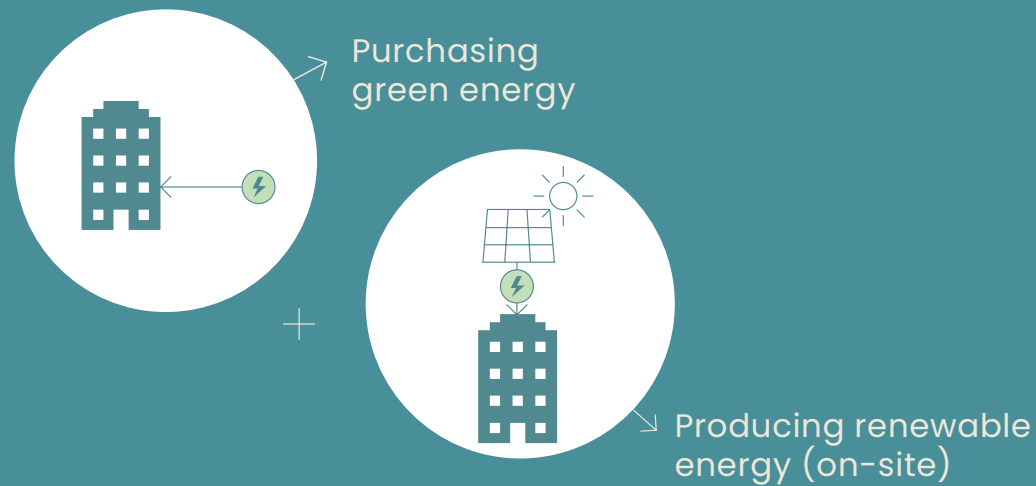 Purchasing
green energy
Producing renewable
energy (on-site)